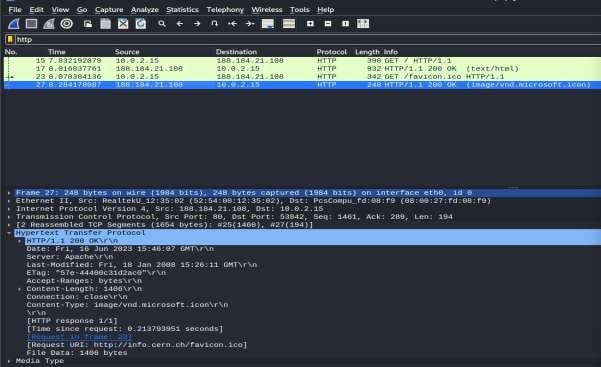 File Edit View Go Capture Analyze Statistics Telephony Wireless Tools Help
http
No. Time Source Destination Protocol Length Info
15 7.832192079 10.0.2.15 188.184.21.108 HTTP 390 GET / HTTP/1.1
17 8.016837761 188.184.21.108 10.0.2.15 HTTP 932 HTTP/1.1 200 OK (text/html)
23 8.070384136 10.0.2.15 188.184.21.108 HTTP 342 GET /favicon.ico HTTP/1.1
27 8.284178087 188.184.21.108 10.0.2.15 HTTP 248 HTTP/1.1 200 OK (image/vnd.microsoft.icon)
Frame 27: 248 bytes on wire (1984 bits), 248 bytes captured (1984 bits) on interface eth0, id 0
Ethernet II, Src: RealtekU_12:35:02 (52:54:00:12:35:02), Dst: PcsCompu_fd:08:f9 (08:00:27:fd:08:f9)
Internet Protocol Version 4, Src: 188.184.21.108, Dst: 10.0.2.15
Transmission Control Protocol, Src Port: 80, Dst Port: 53842, Seq: 1461, Ack: 289, Len: 194
[2 Reassembled TCP Segments (1654 bytes): #25(1460), #27(194)]
Hypertext Transfer Protocol
HTTP/1.1 200 OK\r\n
Date: Fri, 16 Jun 2023 15:46:07 GMT\r\n
Server: Apache\r\n
Last-Modified: Fri, 18 Jan 2008 15:26:11 GMT\r\n
ETag: "57e-44400c31d2ac0"\r\n
Accept-Ranges: bytes\r\n
Content-Length: 1406\r\n
Connection: close\r\n
Content-Type: image/vnd.microsoft.icon\r\n
\r\n
[HTTP response 1/1]
[Time since request: 0.213793951 seconds]
[Request in frame: 23]
[Request URI: http://info.cern.ch/favicon.ico]
File Data: 1406 bytes
Media Type